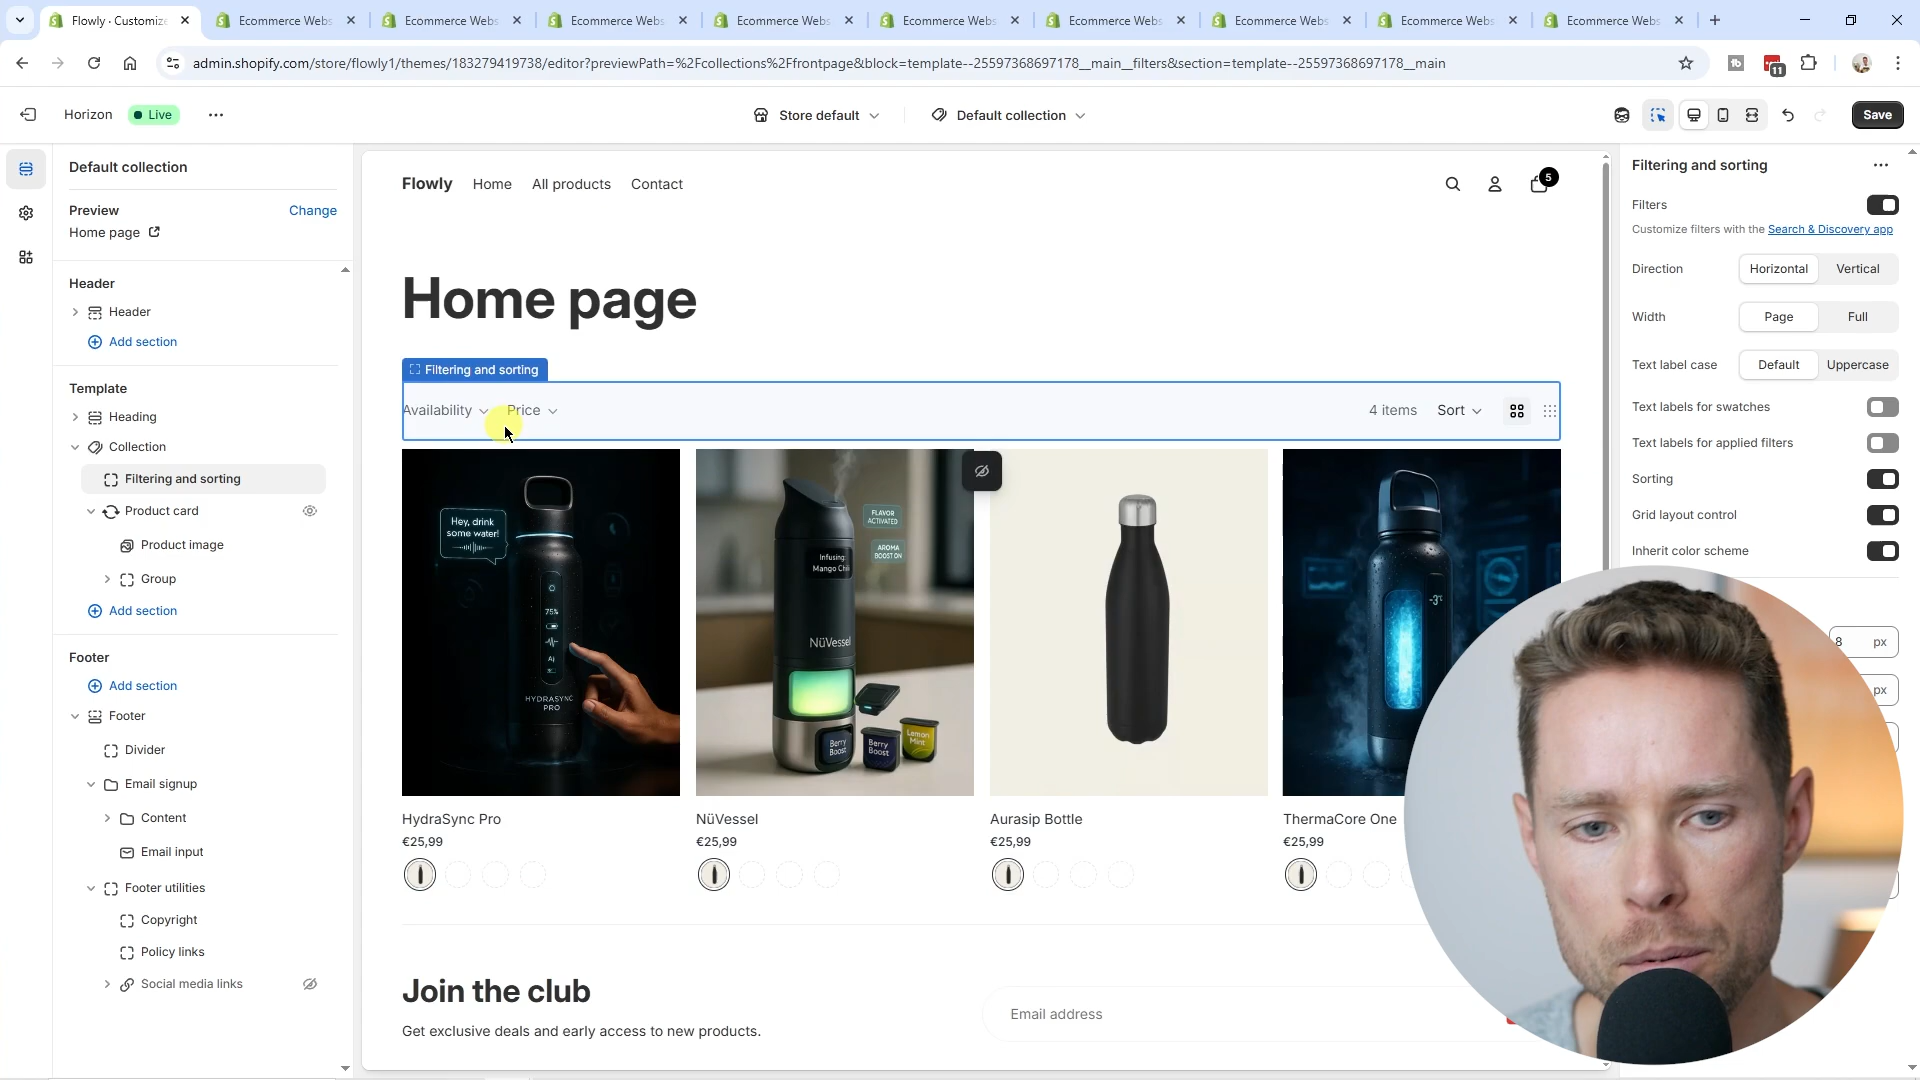 Flowly · Customize
Ecommerce Webs
Ecommerce Webs
Ecommerce Webs
Ecommerce Webs
Ecommerce Webs
Ecommerce Webs
Ecommerce Webs
Ecommerce Webs
Ecommerce Webs
admin.shopify.com/store/flowly1/themes/183279419738/editor?previewPath=%2Fcollections%2Ffrontpage&block=template--25597368697178__main__filters&section=template--25597368697178__main
11
Horizon
Live
Store default
Default collection
Save
Default collection
Preview
Change
Home page
Header
Header
Add section
Template
Heading
Collection
Filtering and sorting
Product card
Product image
Group
Add section
Footer
Add section
Footer
Divider
Email signup
Content
Email input
Footer utilities
Copyright
Policy links
Social media links
Flowly
Home
All products
Contact
5
Home page
Filtering and sorting
Availability
Price
4 items
Sort
Hey, drink
some water!
75%
HYDRASYNC
PRO
FLAVOR
ACTIVATED
AROMA
BOOST ON
Infusing:
Mango Chili
NüVessel
Berry
Boost
Berry
Boost
Lemon
Mint
-3°
HydraSync Pro
€25,99
NüVessel
€25,99
Aurasip Bottle
€25,99
ThermaCore One
€25,99
Join the club
Get exclusive deals and early access to new products.
Email address
Filtering and sorting
Filters
Customize filters with the Search & Discovery app
Direction
Horizontal
Vertical
Width
Page
Full
Text label case
Default
Uppercase
Text labels for swatches
Text labels for applied filters
Sorting
Grid layout control
Inherit color scheme
8
px
px